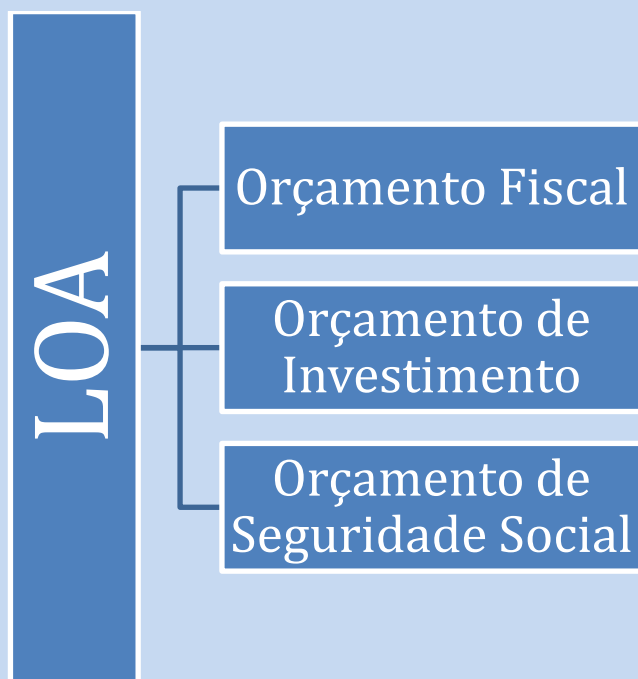 LOA
Orçamento Fiscal
Orçamento de
Investimento
Orçamento de
Seguridade Social